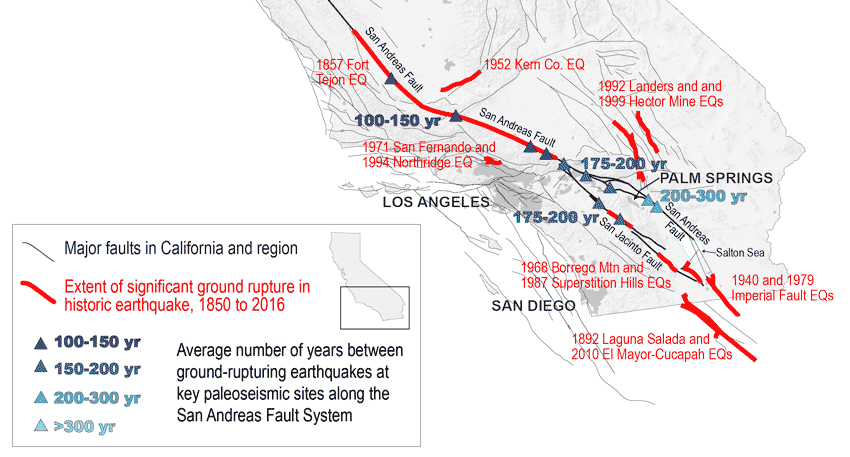 San Andreas Fault
1857 Fort
Tejon EQ
1952 Kern Co. EQ
1992 Landers and and
1999 Hector Mine EQs
100-150 yr
San Andreas Fault
1971 San Fernando and
1994 Northridge EQ
175-200 yr
PALM SPRINGS
200-300 yr
LOS ANGELES
175-200 yr
San Andreas
Fault
San Jacinto Fault
Salton Sea
1968 Borrego Mtn and
1987 Superstition Hills EQs
1940 and 1979
Imperial Fault EQs
SAN DIEGO
1892 Laguna Salada and
2010 El Mayor-Cucapah EQs
Major faults in California and region
Extent of significant ground rupture in
historic earthquake, 1850 to 2016
100-150 yr
150-200 yr
200-300 yr
>300 yr
Average number of years between
ground-rupturing earthquakes at
key paleoseismic sites along the
San Andreas Fault System